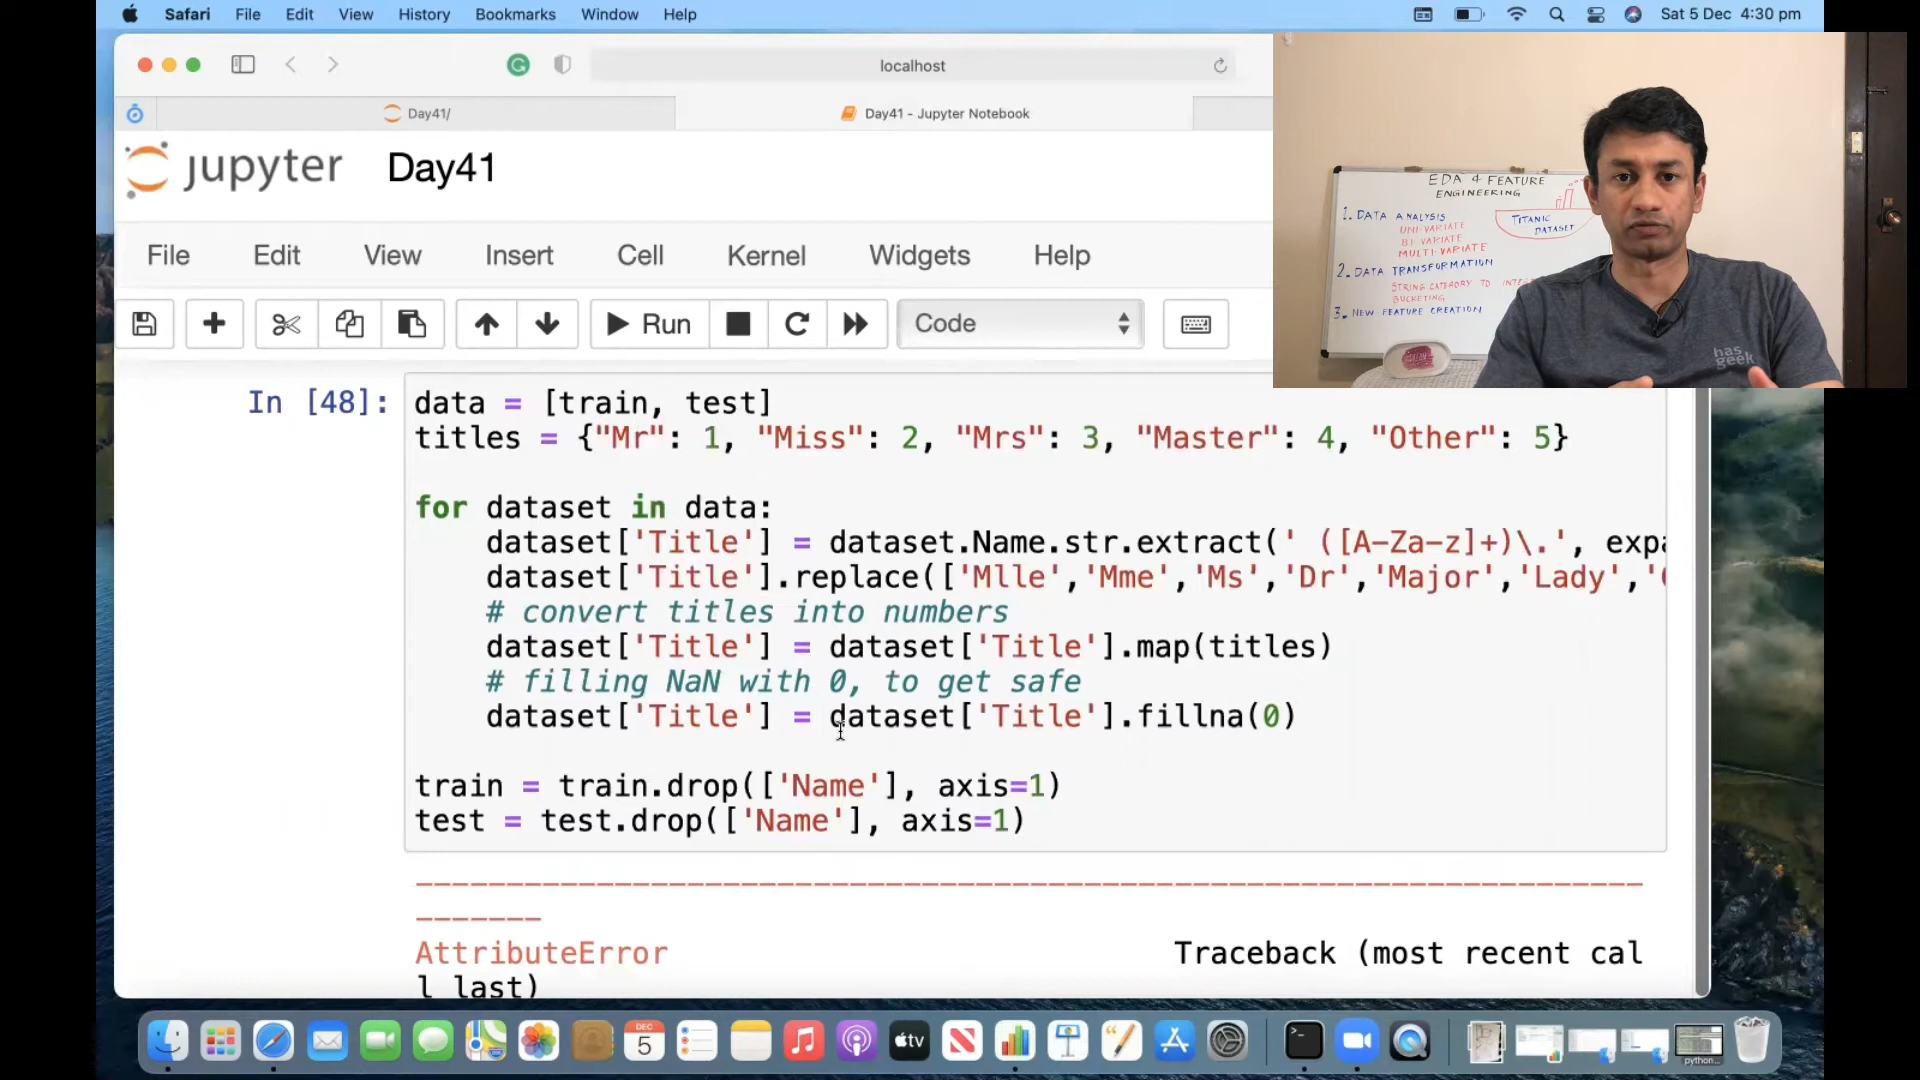 Safari File Edit View History Bookmarks Window Help
Sat 5 Dec 4:30 pm
localhost
Day41/
Day41 - Jupyter Notebook
jupyter Day41
File Edit View Insert Cell Kernel Widgets Help
Run
Code
EDA & FEATURE
ENGINEERING
1. DATA ANALYSIS
UNI-VARIATE
BI VARIATE
MULTI-VARIATE
TITANIC
DATASET
2. DATA TRANSFORMATION
STRING CATEGORY TO
BUCKETING
3. NEW FEATURE CREATION
has
geek
In [48]:
data = [train, test]
titles = {"Mr": 1, "Miss": 2, "Mrs": 3, "Master": 4, "Other": 5}
for dataset in data:
dataset['Title'] = dataset.Name.str.extract(' ([A-Za-z]+)\.', expa
dataset['Title'].replace(['Mlle','Mme','Ms','Dr','Major','Lady','
# convert titles into numbers
dataset['Title'] = dataset['Title'].map(titles)
# filling NaN with 0, to get safe
dataset['Title'] = dataset['Title'].fillna(0)
train = train.drop(['Name'], axis=1)
test = test.drop(['Name'], axis=1)
--------------------------------------------------------------------
-------
AttributeError Traceback (most recent cal
l last)
DEC
5
tv
python...